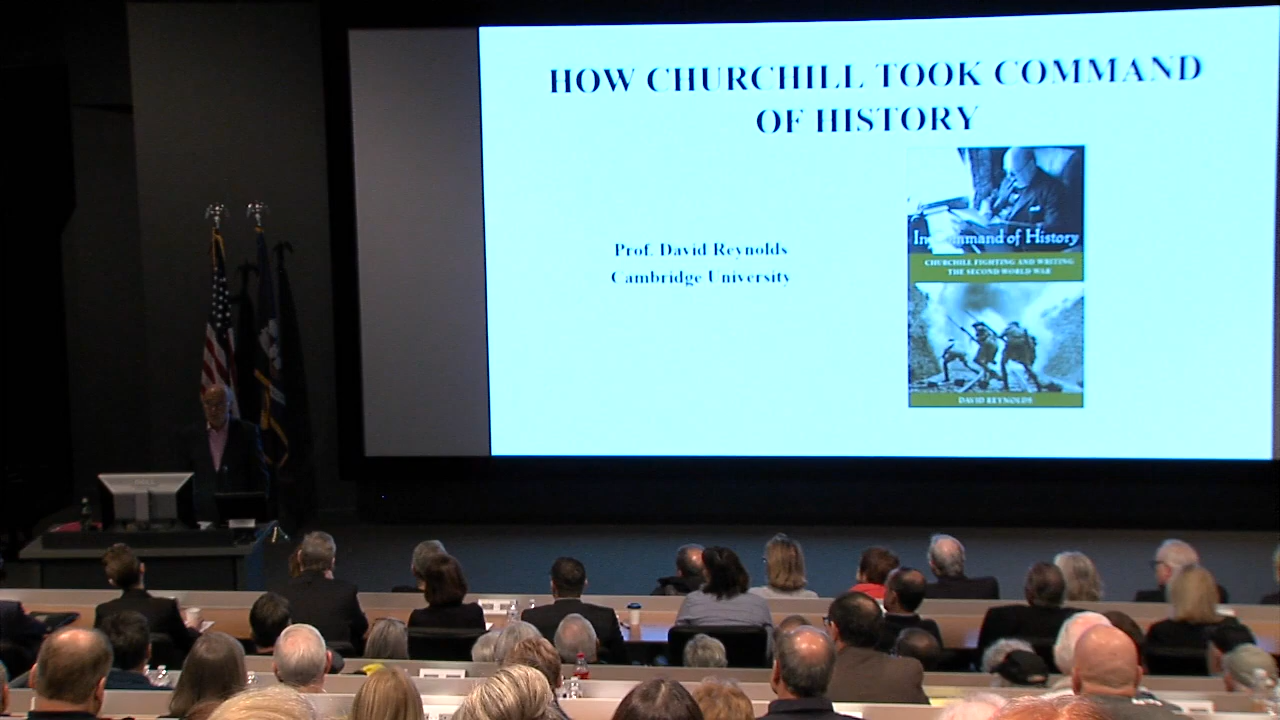 HOW CHURCHILL TOOK COMMAND
OF HISTORY
Prof. David Reynolds
Cambridge University
In Command of History
CHURCHILL FIGHTING AND WRITING
THE SECOND WORLD WAR
DAVID REYNOLDS
DELL